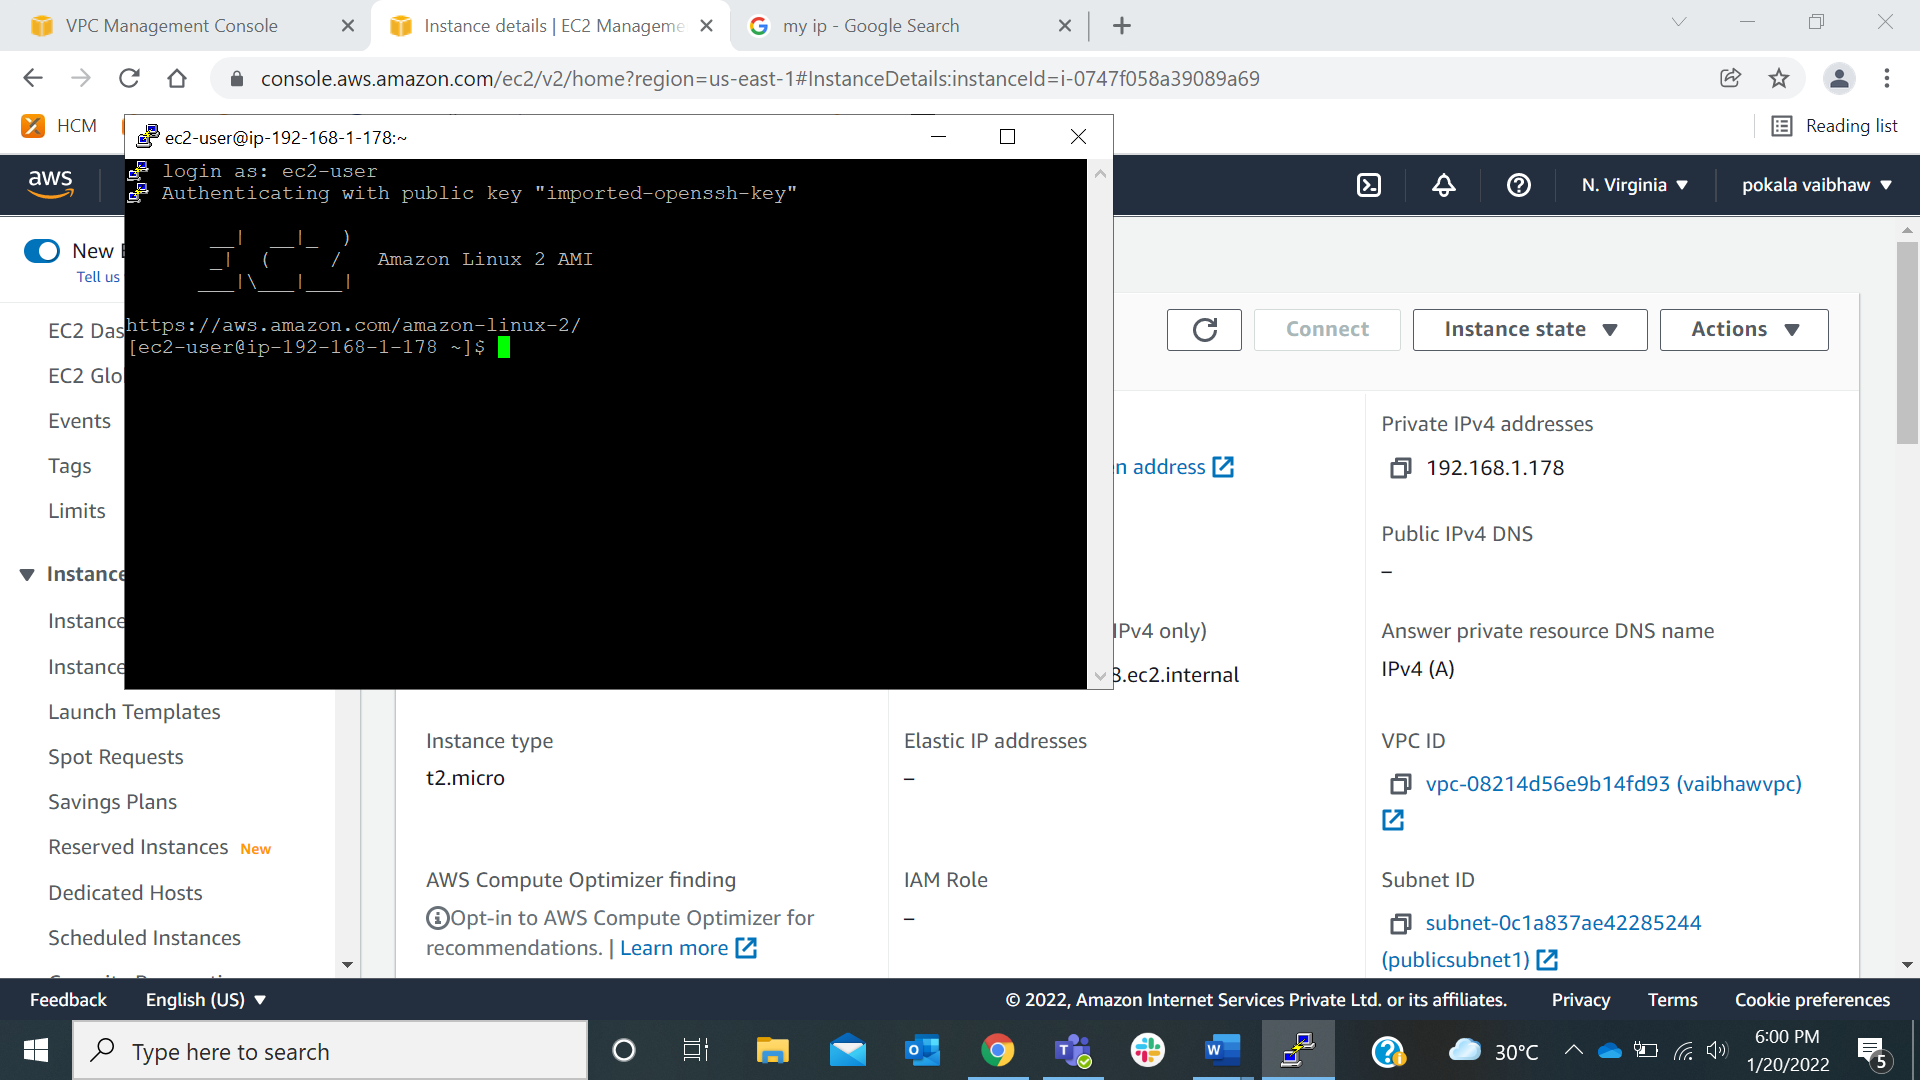 VPC Management Console
Instance details | EC2 Manageme
my ip - Google Search
console.aws.amazon.com/ec2/v2/home?region=us-east-1#InstanceDetails:instanceId=i-0747f058a39089a69
HCM
Reading list
ec2-user@ip-192-168-1-178:~
login as: ec2-user
Authenticating with public key "imported-openssh-key"
__| __|_ )
_| ( / Amazon Linux 2 AMI
___|\___|___|
https://aws.amazon.com/amazon-linux-2/
[ec2-user@ip-192-168-1-178 ~]$
aws
N. Virginia
pokala vaibhaw
New
Tell us
EC2 Das
EC2 Glo
Events
Tags
Limits
Instance
Instance
Instance
Launch Templates
Spot Requests
Savings Plans
Reserved Instances New
Dedicated Hosts
Scheduled Instances
Connect
Instance state
Actions
n address
Private IPv4 addresses
192.168.1.178
Public IPv4 DNS
–
IPv4 only)
8.ec2.internal
Answer private resource DNS name
IPv4 (A)
Instance type
t2.micro
Elastic IP addresses
–
VPC ID
vpc-08214d56e9b14fd93 (vaibhawvpc)
AWS Compute Optimizer finding
Opt-in to AWS Compute Optimizer for
recommendations. | Learn more
IAM Role
–
Subnet ID
subnet-0c1a837ae42285244
(publicsubnet1)
Feedback
English (US)
© 2022, Amazon Internet Services Private Ltd. or its affiliates.
Privacy
Terms
Cookie preferences
Type here to search
30°C
6:00 PM
1/20/2022
5